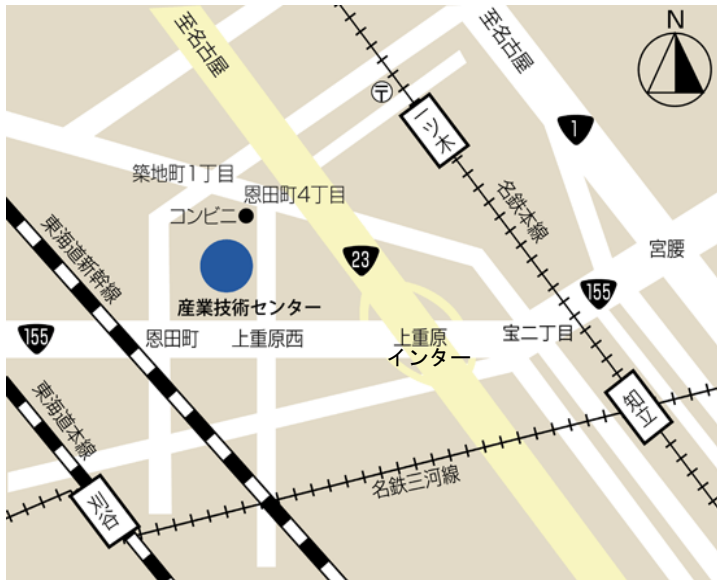 至名古屋
至名古屋
N
〒
一ツ木
1
築地町1丁目
恩田町4丁目
名鉄本線
コンビニ
東海道新幹線
23
宮腰
産業技術センター
155
155
恩田町
上重原西
上重原
インター
宝二丁目
東海道本線
知立
名鉄三河線
刈谷